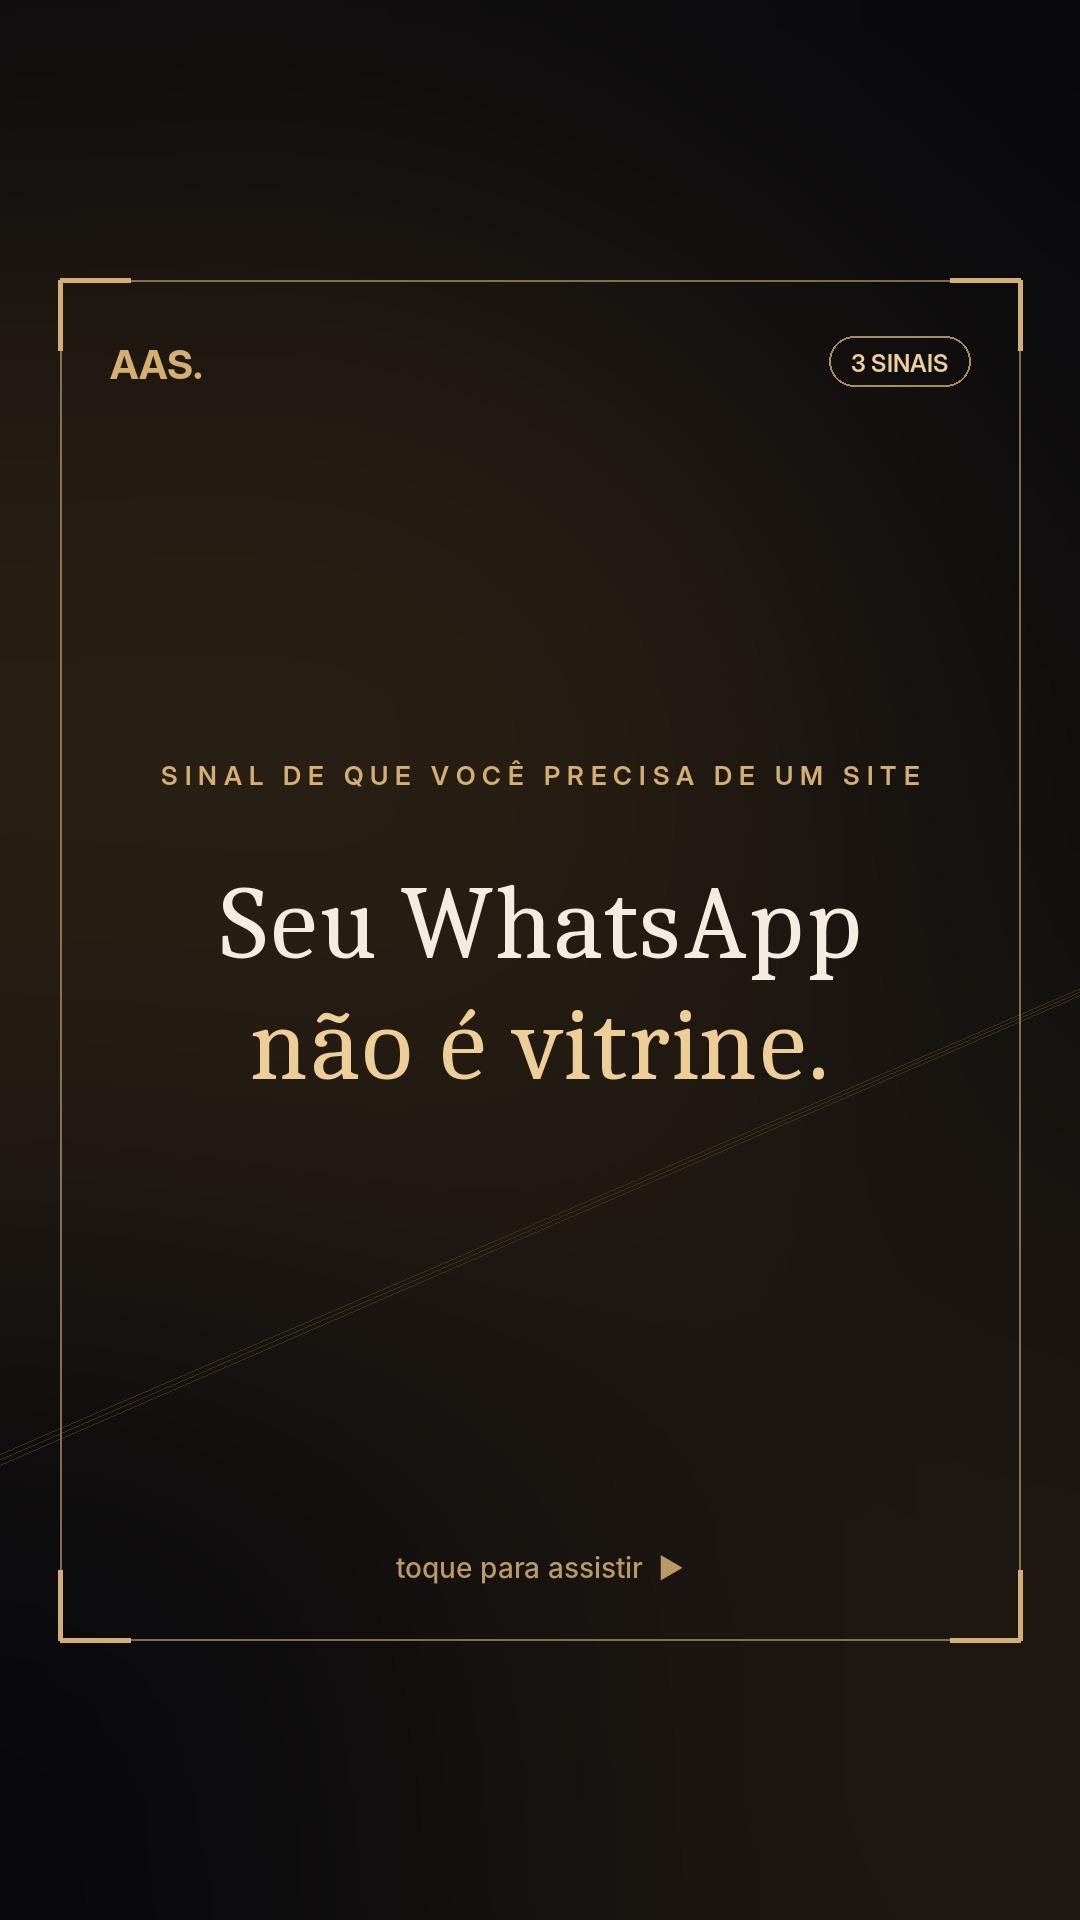 AAS.
3 SINAIS
SINAL DE QUE VOCÊ PRECISA DE UM SITE
Seu WhatsApp
não é vitrine.
toque para assistir